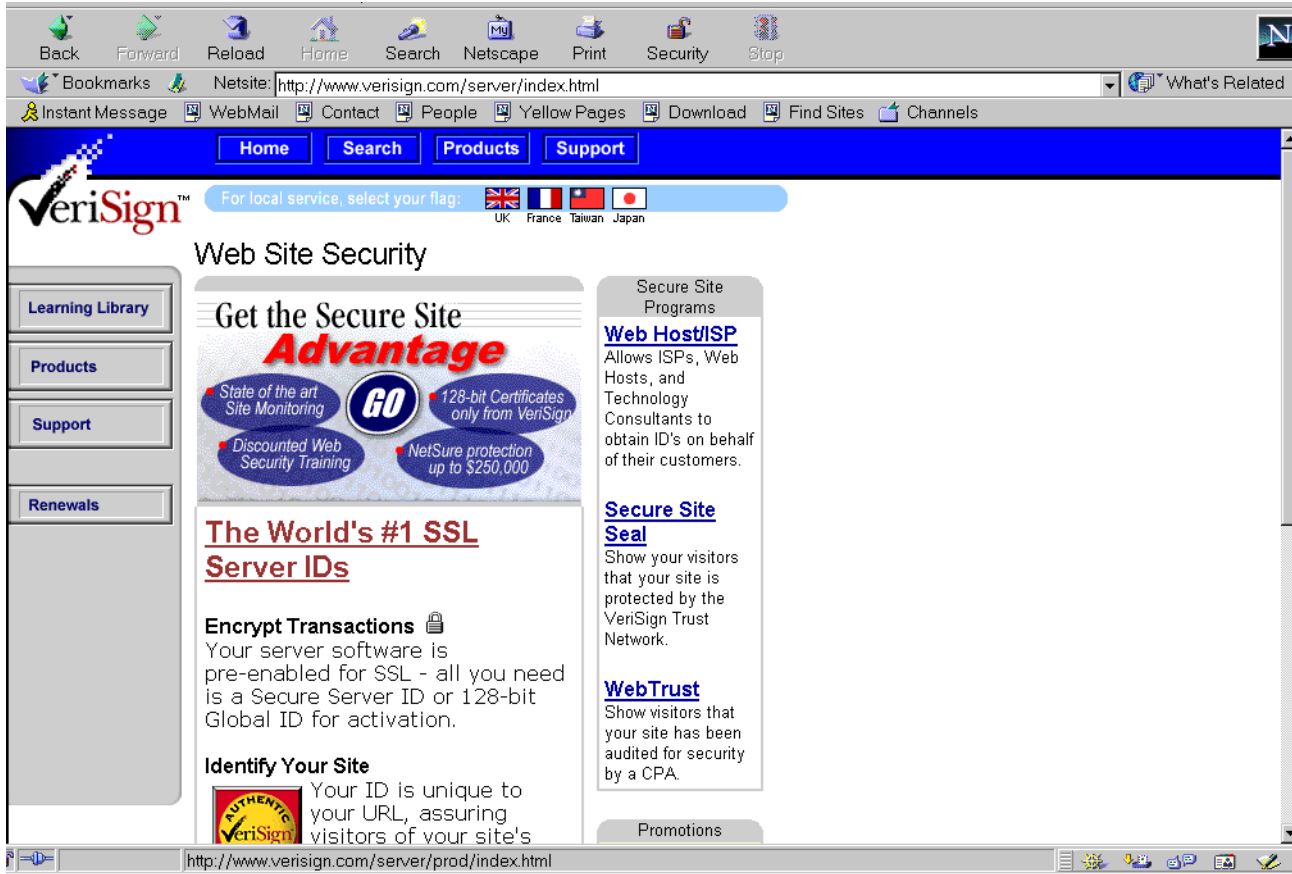 Back Forward Reload Home Search Netscape Print Security Stop
My
N
Bookmarks Netsite: http://www.verisign.com/server/index.html What's Related
Instant Message WebMail Contact People Yellow Pages Download Find Sites Channels
Home Search Products Support
VeriSign™
For local service, select your flag:
UK France Taiwan Japan
Web Site Security
Learning Library
Products
Support
Renewals
Get the Secure Site
Advantage
State of the art
Site Monitoring
GO
128-bit Certificates
only from VeriSign
Discounted Web
Security Training
NetSure protection
up to $250,000
The World's #1 SSL
Server IDs
Encrypt Transactions
Your server software is
pre-enabled for SSL - all you need
is a Secure Server ID or 128-bit
Global ID for activation.
Identify Your Site
AUTHENTIC
VeriSign
Your ID is unique to
your URL, assuring
visitors of your site's
Secure Site
Programs
Web Host/ISP
Allows ISPs, Web
Hosts, and
Technology
Consultants to
obtain ID's on behalf
of their customers.
Secure Site
Seal
Show your visitors
that your site is
protected by the
VeriSign Trust
Network.
WebTrust
Show visitors that
your site has been
audited for security
by a CPA.
Promotions
http://www.verisign.com/server/prod/index.html